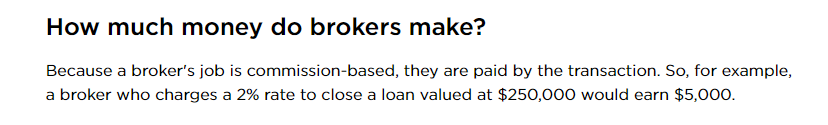 How much money do brokers make?
Because a broker's job is commission-based, they are paid by the transaction. So, for example,
a broker who charges a 2% rate to close a loan valued at $250,000 would earn $5,000.